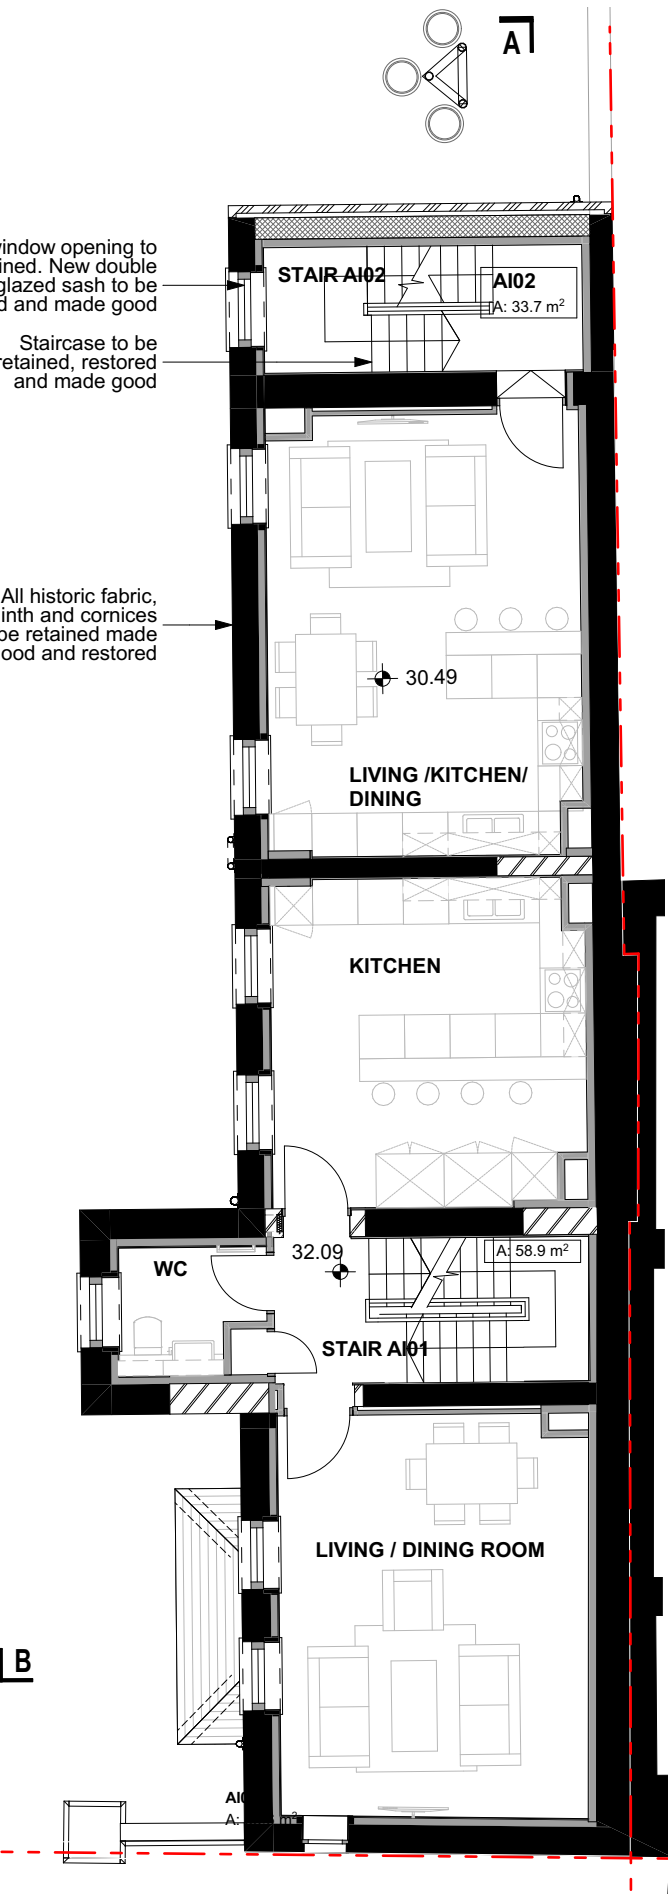 A
window opening to
ined. New double
glazed sash to be
d and made good
STAIR AI02
AI02
A: 33.7 m²
Staircase to be
retained, restored
and made good
All historic fabric,
inth and cornices
be retained made
ood and restored
30.49
LIVING /KITCHEN/
DINING
KITCHEN
32.09
A: 58.9 m²
WC
STAIR AI01
LIVING / DINING ROOM
B
A: